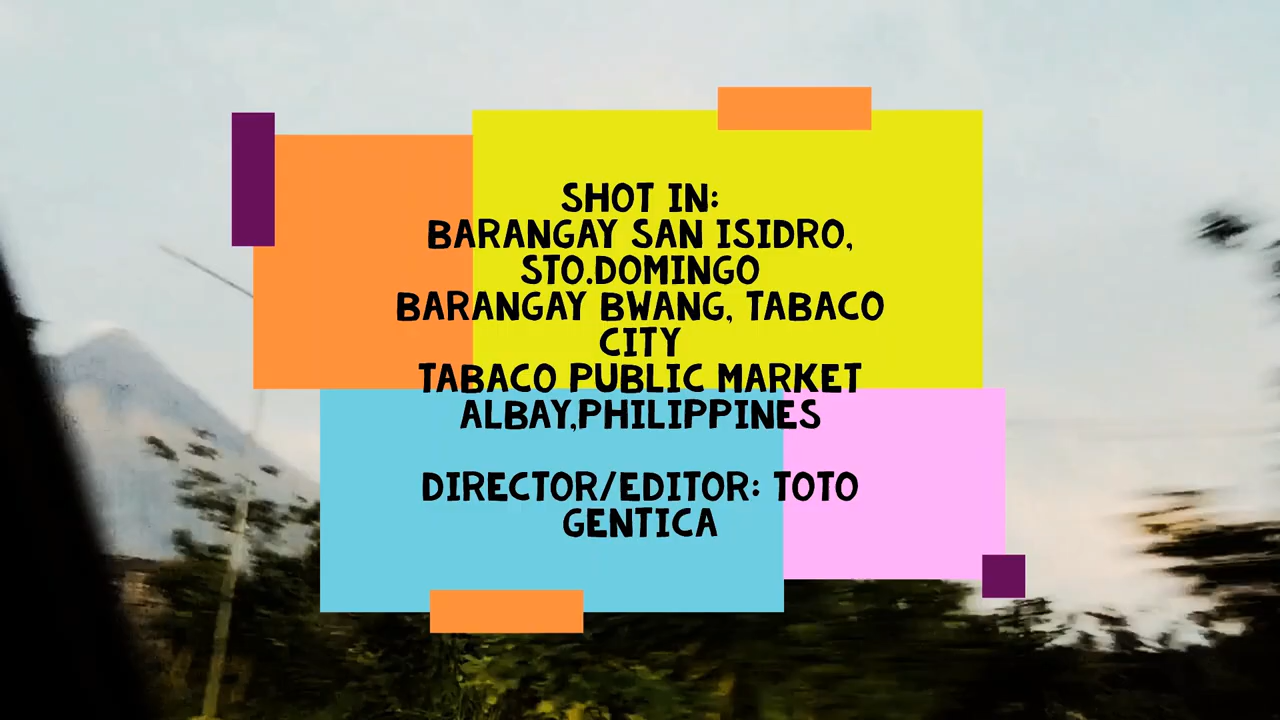 SHOT IN:
BARANGAY SAN ISIDRO,
STO.DOMINGO
BARANGAY BWANG, TABACO
CITY
TABACO PUBLIC MARKET
ALBAY,PHILIPPINES
DIRECTOR/EDITOR: TOTO
GENTICA